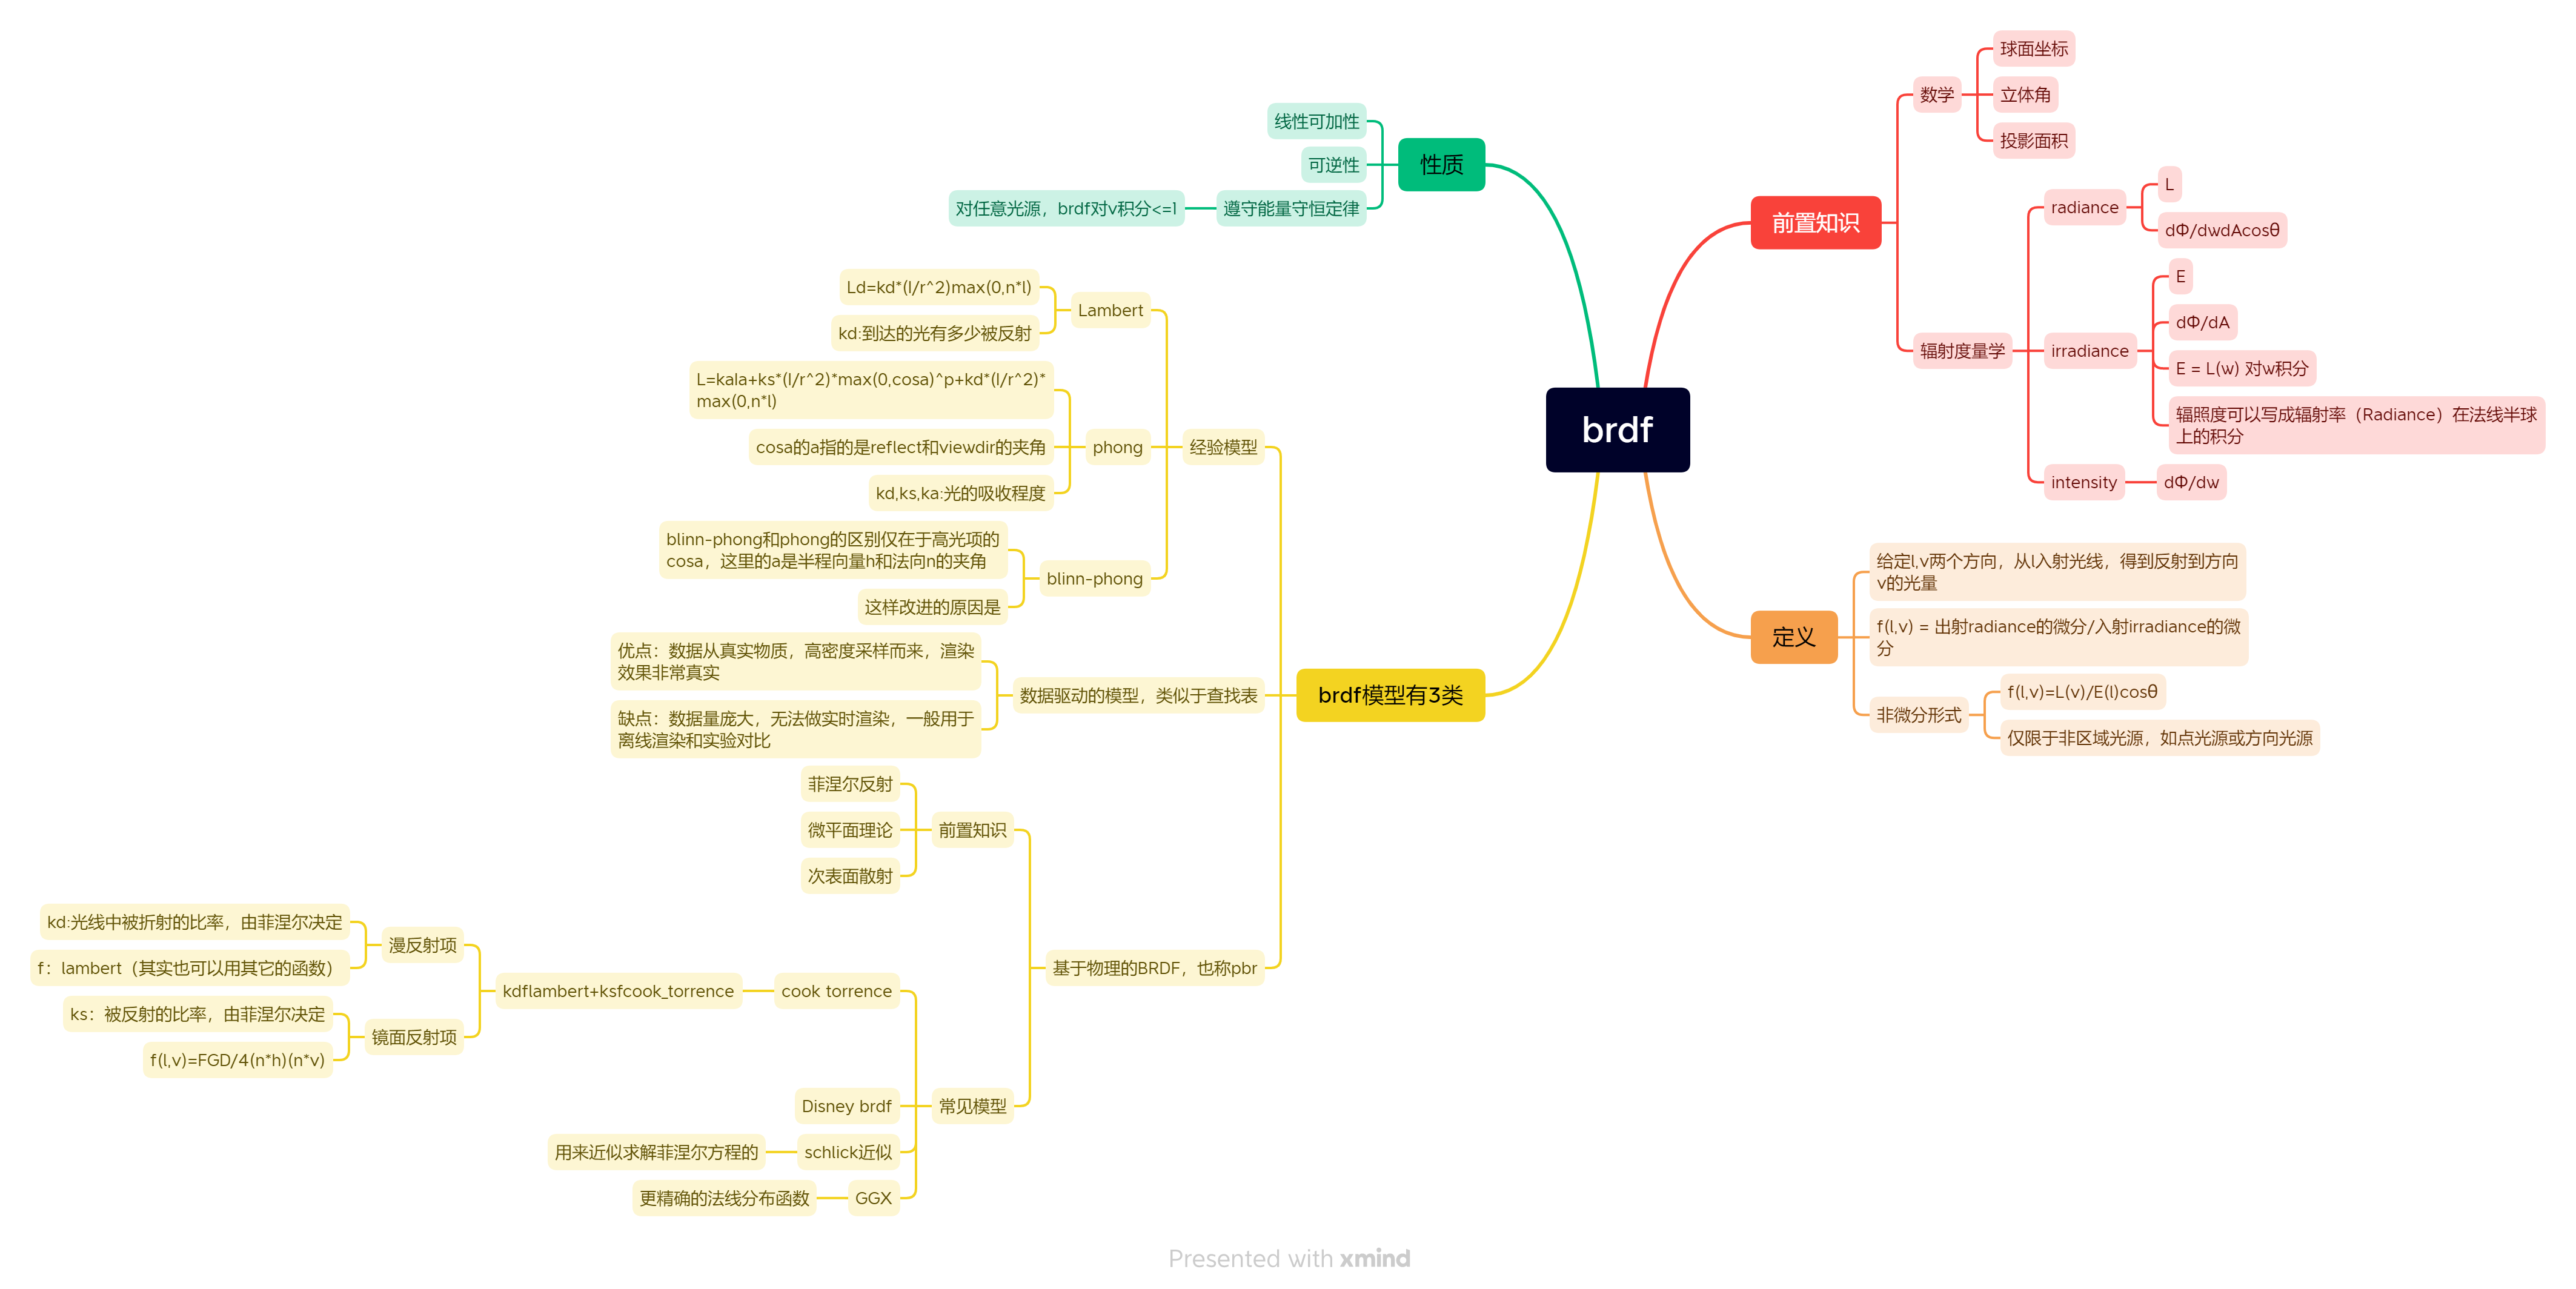 brdf
前置知识
数学
球面坐标
立体角
投影面积
辐射度量学
radiance
L
dΦ/dwdAcosθ
irradiance
E
dΦ/dA
E = L(w) 对w积分
辐照度可以写成辐射率（Radiance）在法线半球
上的积分
intensity
dΦ/dw
定义
给定l,v两个方向，从l入射光线，得到反射到方向
v的光量
f(l,v) = 出射radiance的微分/入射irradiance的微
分
非微分形式
f(l,v)=L(v)/E(l)cosθ
仅限于非区域光源，如点光源或方向光源
性质
线性可加性
可逆性
遵守能量守恒定律
对任意光源，brdf对v积分<=1
brdf模型有3类
经验模型
Lambert
Ld=kd*(I/r^2)max(0,n*l)
kd:到达的光有多少被反射
phong
L=kala+ks*(I/r^2)*max(0,cosa)^p+kd*(I/r^2)*
max(0,n*l)
cosa的a指的是reflect和viewdir的夹角
kd,ks,ka:光的吸收程度
blinn-phong
blinn-phong和phong的区别仅在于高光项的
cosa，这里的a是半程向量h和法向n的夹角
这样改进的原因是
数据驱动的模型，类似于查找表
优点：数据从真实物质，高密度采样而来，渲染
效果非常真实
缺点：数据量庞大，无法做实时渲染，一般用于
离线渲染和实验对比
基于物理的BRDF，也称pbr
前置知识
菲涅尔反射
微平面理论
次表面散射
常见模型
cook torrence
kdflambert+ksfcook_torrence
漫反射项
kd:光线中被折射的比率，由菲涅尔决定
f：lambert（其实也可以用其它的函数）
镜面反射项
ks：被反射的比率，由菲涅尔决定
f(l,v)=FGD/4(n*h)(n*v)
Disney brdf
schlick近似
用来近似求解菲涅尔方程的
GGX
更精确的法线分布函数
Presented with xmind